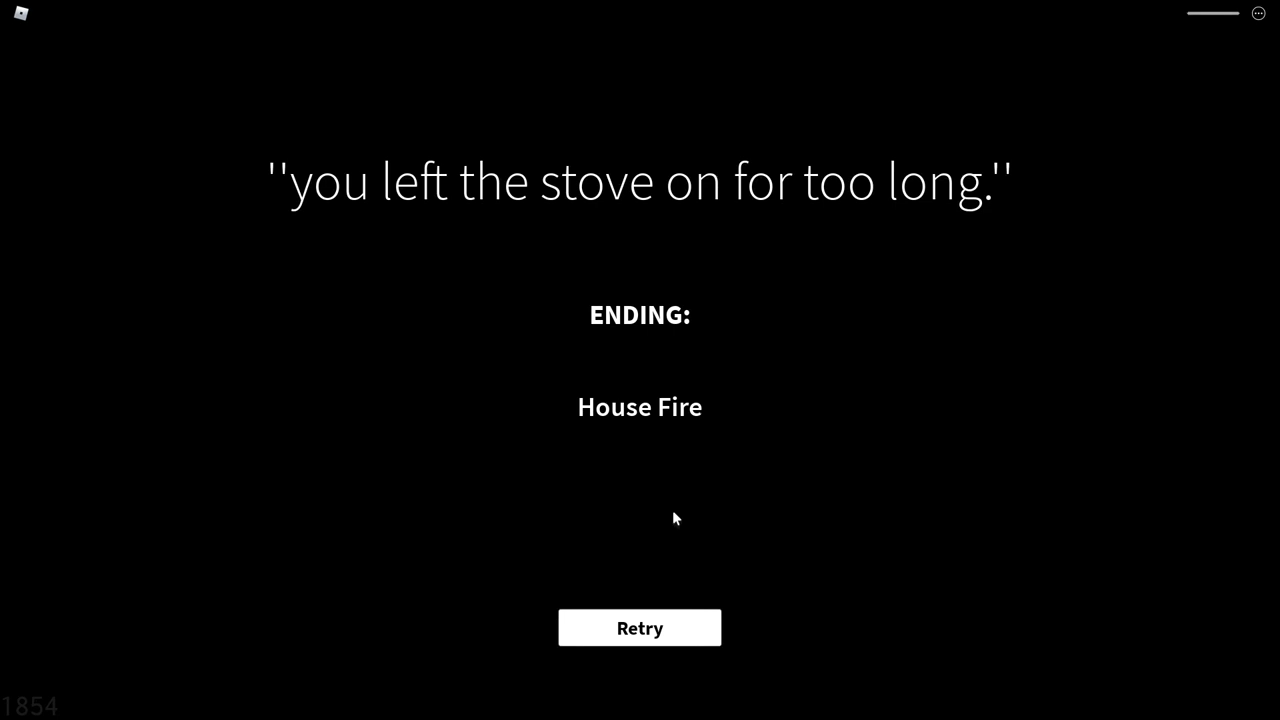 ''you left the stove on for too long.''
ENDING:
House Fire
Retry
1854